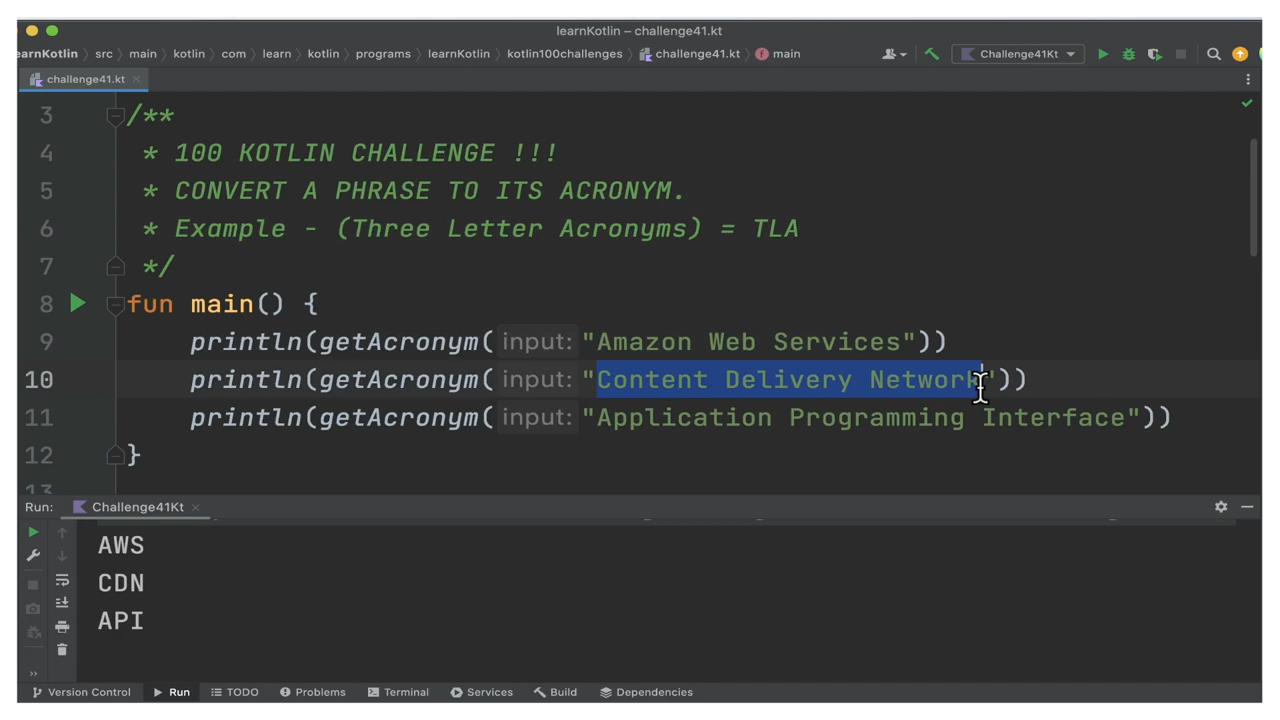 learnKotlin – challenge41.kt
earnKotlin › src › main › kotlin › com › learn › kotlin › programs › learnKotlin › kotlin100challenges › challenge41.kt › main
Challenge41Kt
challenge41.kt
3 /**
4 * 100 KOTLIN CHALLENGE !!!
5 * CONVERT A PHRASE TO ITS ACRONYM.
6 * Example - (Three Letter Acronyms) = TLA
7 */
8 fun main() {
9 println(getAcronym( input: "Amazon Web Services"))
10 println(getAcronym( input: "Content Delivery Network"))
11 println(getAcronym( input: "Application Programming Interface"))
12 }
13
Run: Challenge41Kt
AWS
CDN
API
Version Control Run TODO Problems Terminal Services Build Dependencies